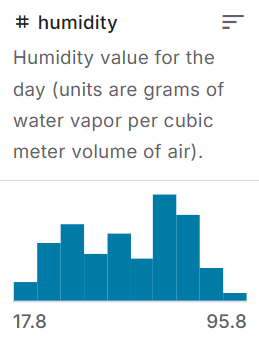 # humidity
Humidity value for the
day (units are grams of
water vapor per cubic
meter volume of air).
17.8 95.8